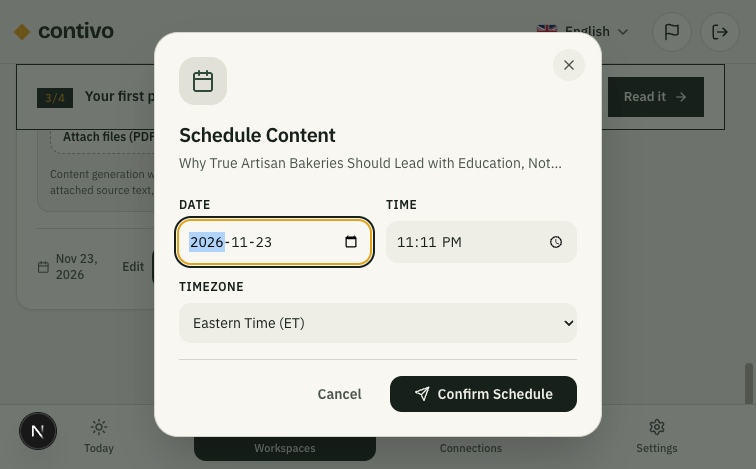 contivo
English
3/4
Your first p
Read it
Attach files (PDF
Content generation w
attached source text,
Nov 23,
2026
Edit
Schedule Content
Why True Artisan Bakeries Should Lead with Education, Not...
DATE
TIME
2026-11-23
11:11 PM
TIMEZONE
Eastern Time (ET)
Cancel
Confirm Schedule
N
Today
Workspaces
Connections
Settings